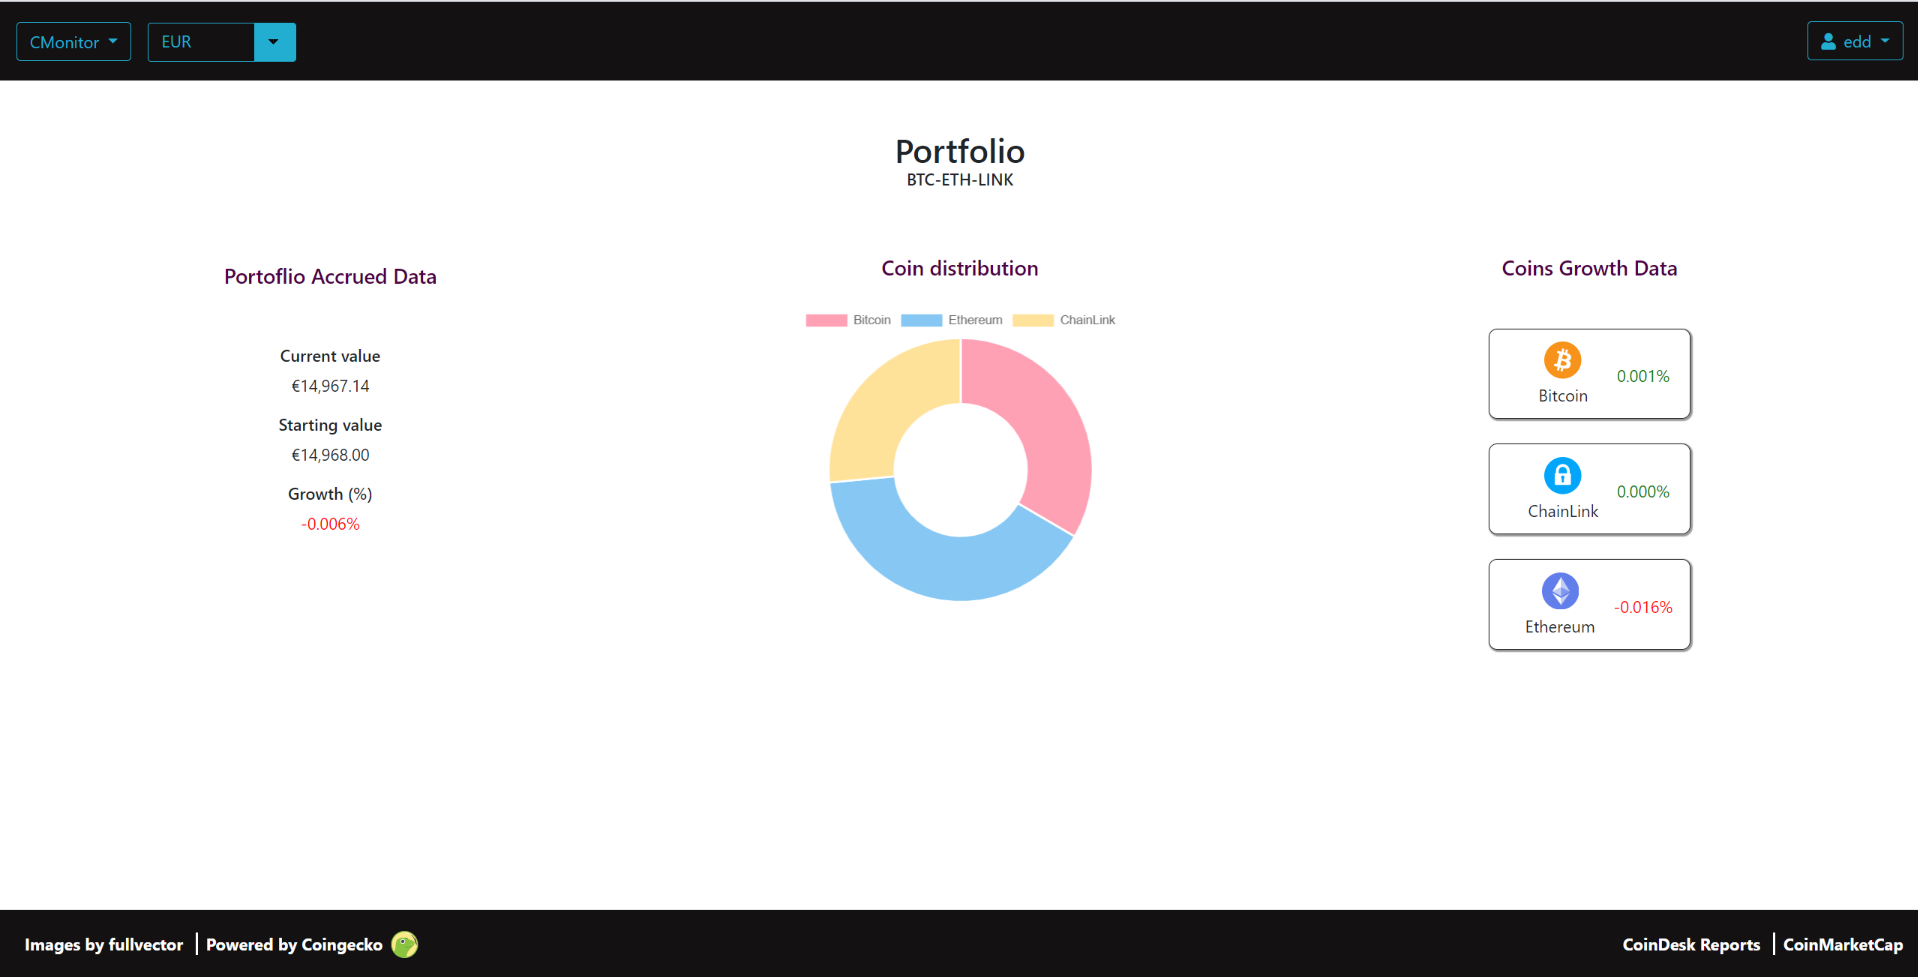 CMonitor
EUR
edd
Portfolio
BTC-ETH-LINK
Portoflio Accrued Data
Current value
€14,967.14
Starting value
€14,968.00
Growth (%)
-0.006%
Coin distribution
Bitcoin Ethereum ChainLink
Coins Growth Data
Bitcoin
0.001%
ChainLink
0.000%
Ethereum
-0.016%
Images by fullvector | Powered by Coingecko
CoinDesk Reports | CoinMarketCap